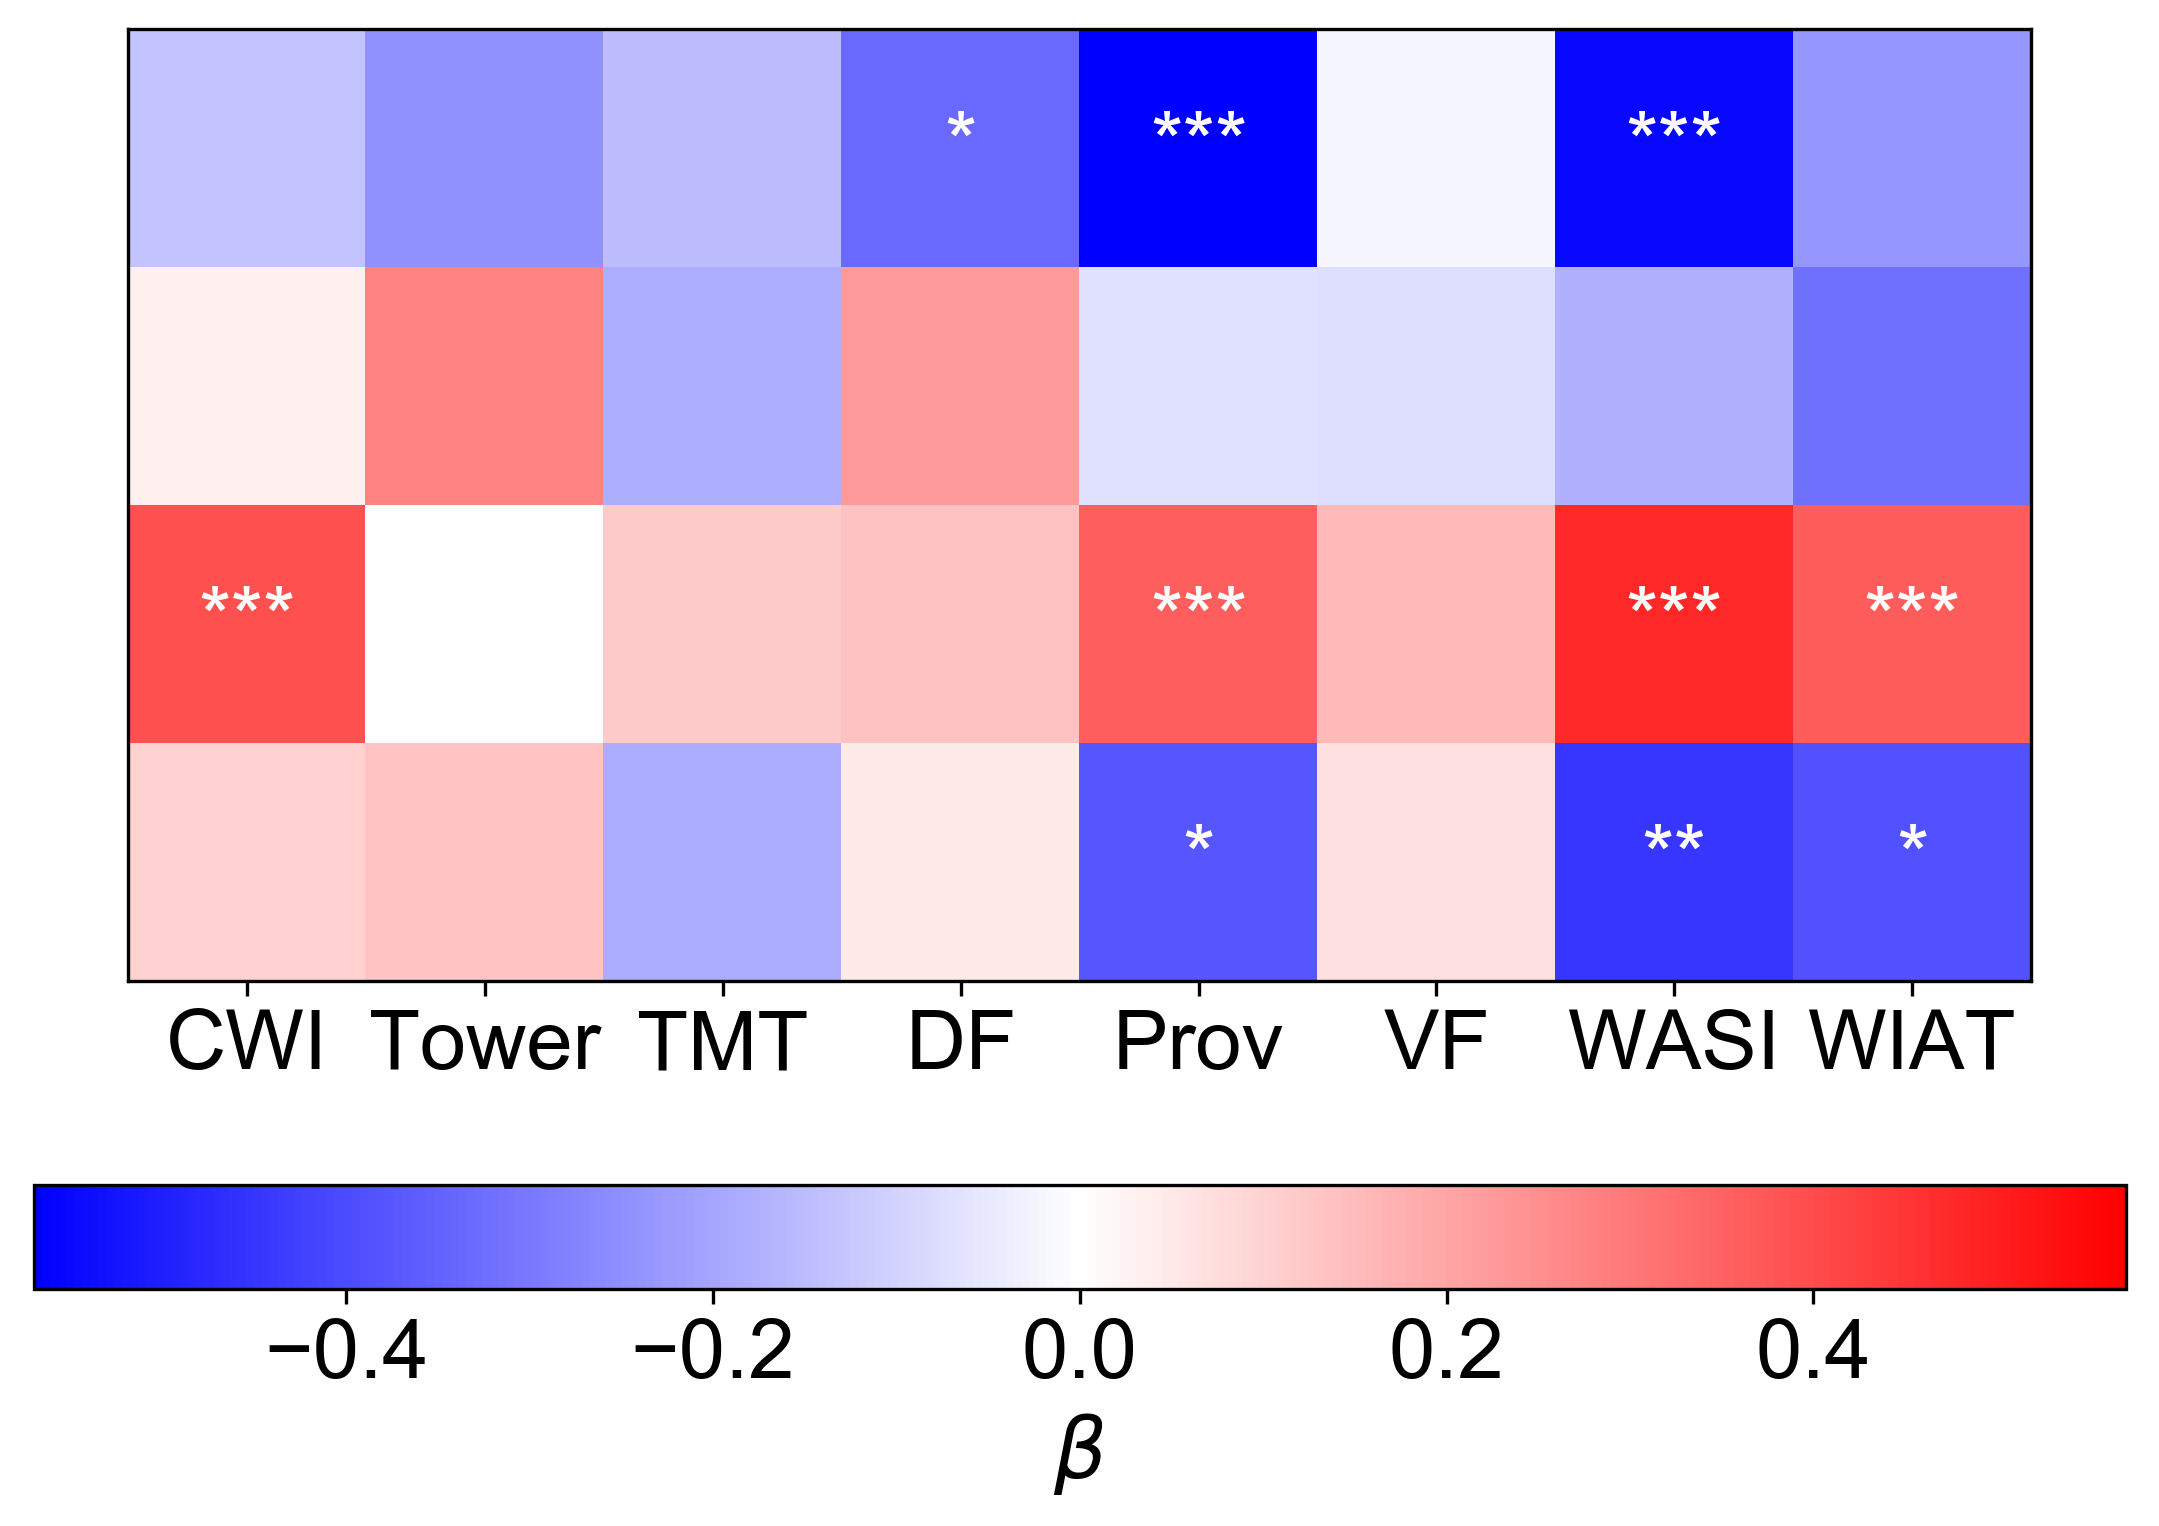 * *** ***
*** *** *** ***
* ** *
CWI Tower TMT DF Prov VF WASI WIAT
−0.4 −0.2 0.0 0.2 0.4
β